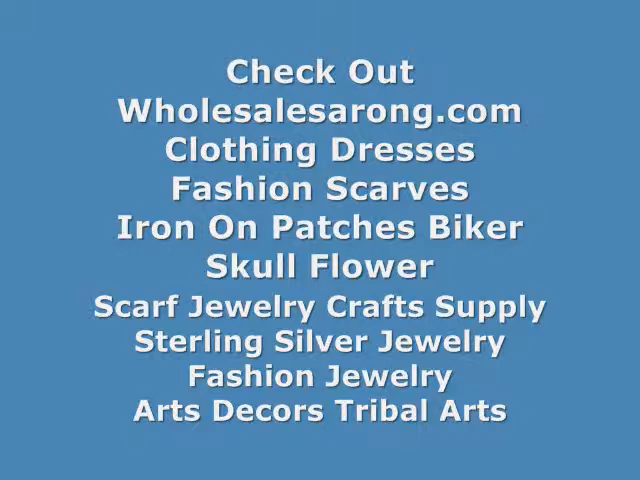 Check Out
Wholesalesarong.com
Clothing Dresses
Fashion Scarves
Iron On Patches Biker
Skull Flower
Scarf Jewelry Crafts Supply
Sterling Silver Jewelry
Fashion Jewelry
Arts Decors Tribal Arts